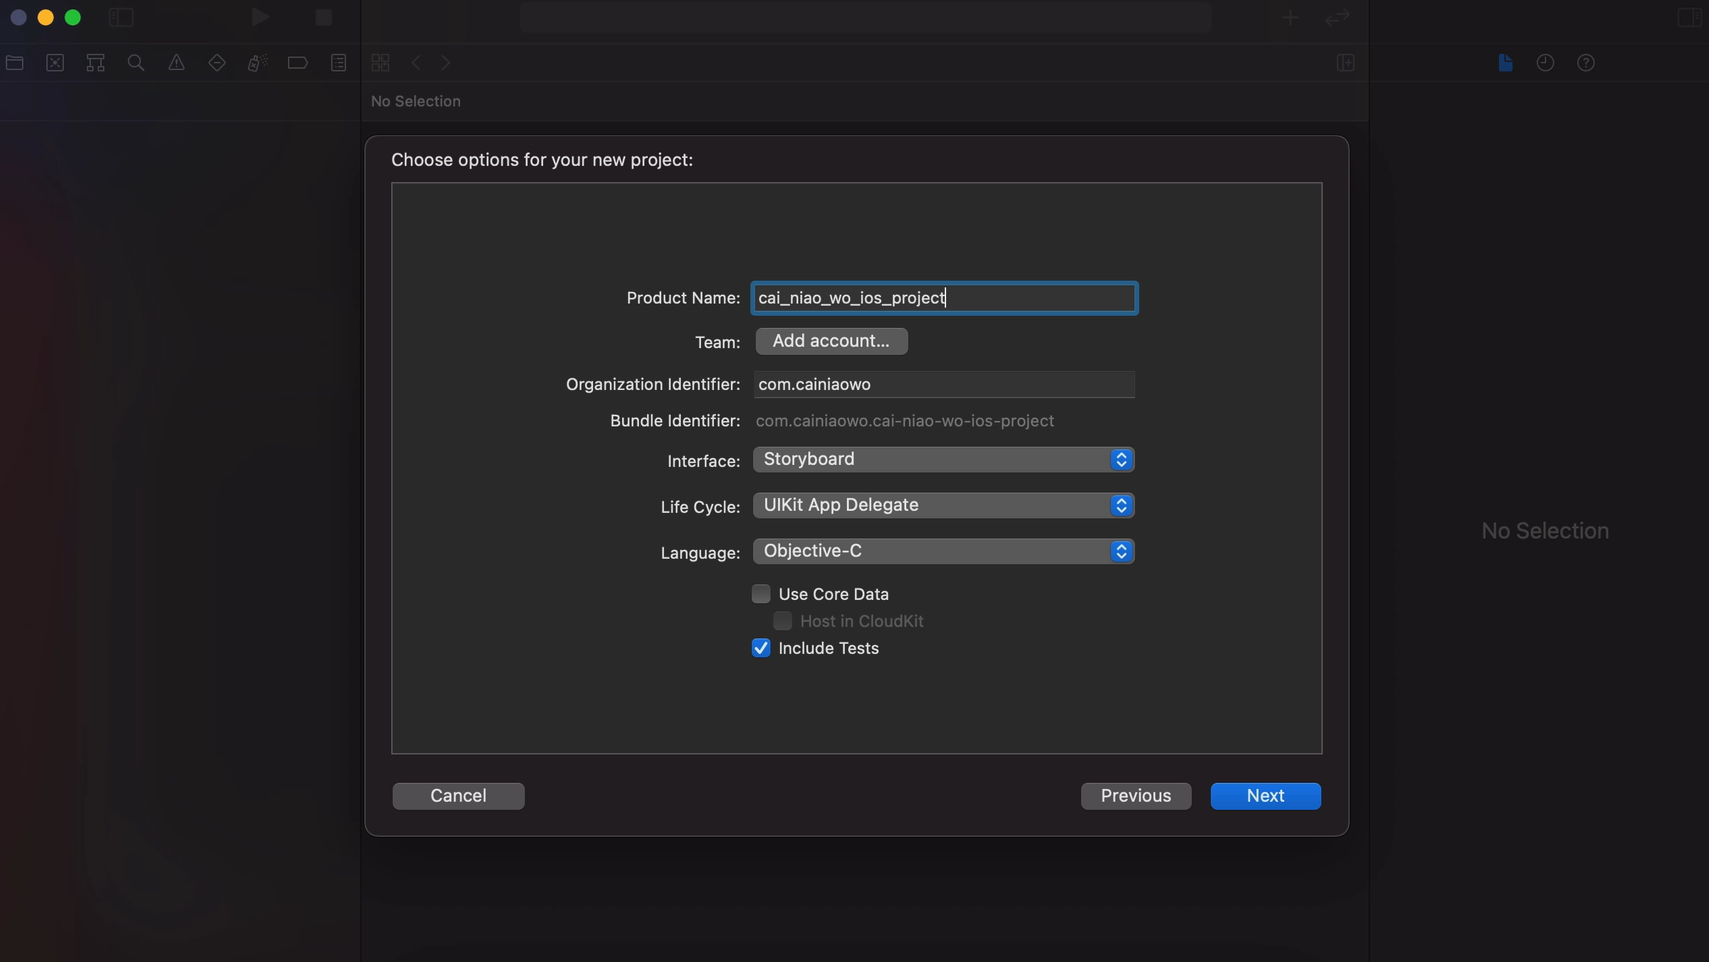 No Selection
Choose options for your new project:
Product Name: cai_niao_wo_ios_project
Team: Add account...
Organization Identifier: com.cainiaowo
Bundle Identifier: com.cainiaowo.cai-niao-wo-ios-project
Interface: Storyboard
Life Cycle: UIKit App Delegate
Language: Objective-C
Use Core Data
Host in CloudKit
Include Tests
Cancel Previous Next
No Selection